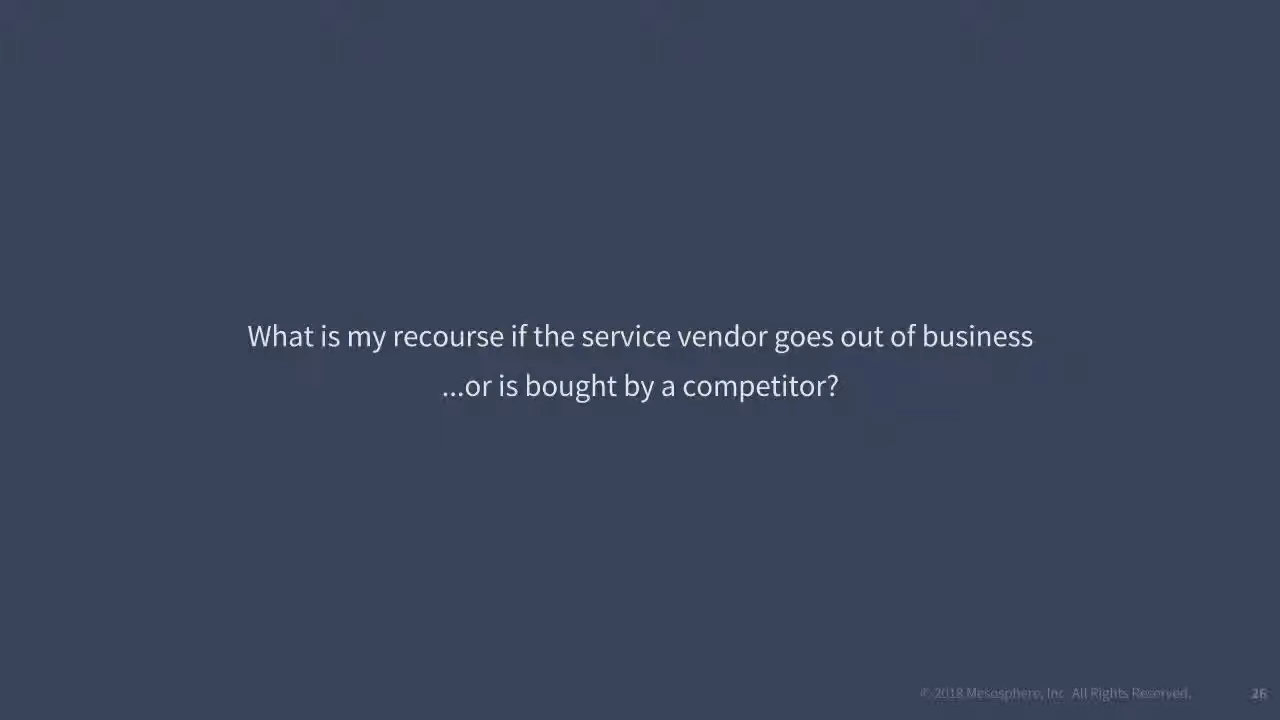 What is my recourse if the service vendor goes out of business
...or is bought by a competitor?
© 2018 Mesosphere, Inc. All Rights Reserved.
26